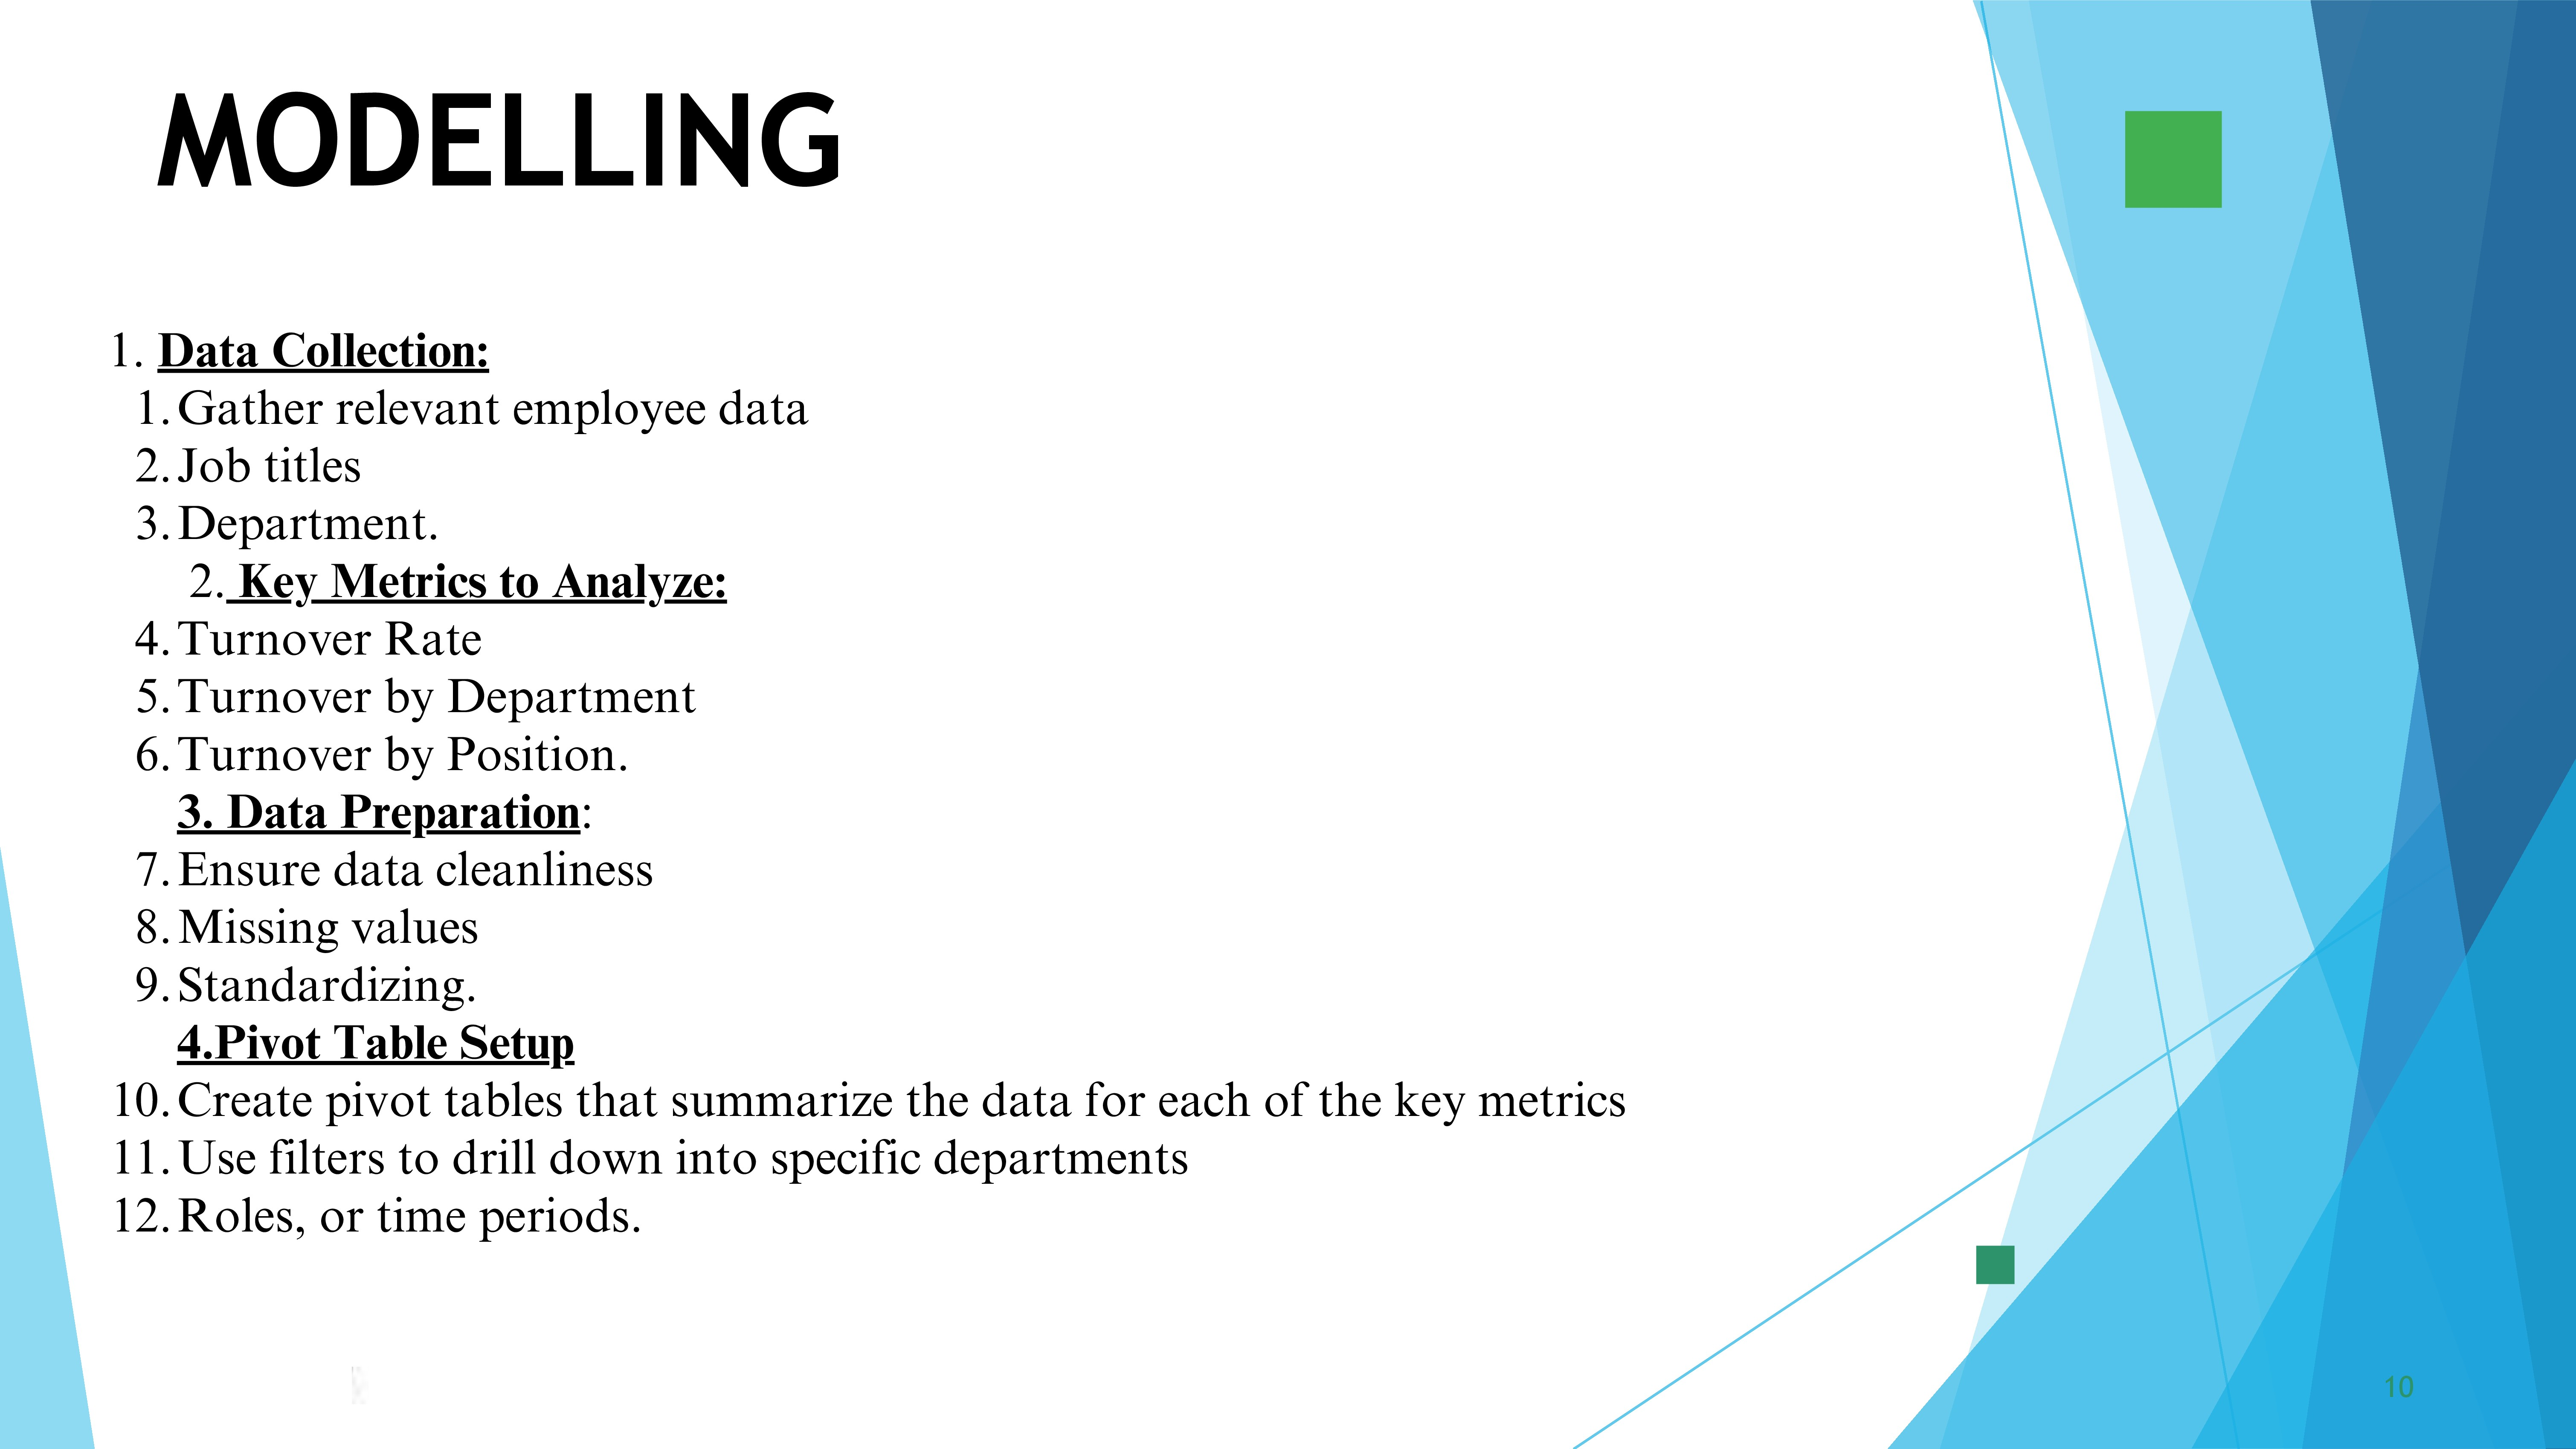 MODELLING
1. Data Collection:
1. Gather relevant employee data
2. Job titles
3. Department.
2. Key Metrics to Analyze:
4. Turnover Rate
5. Turnover by Department
6. Turnover by Position.
3. Data Preparation:
7. Ensure data cleanliness
8. Missing values
9. Standardizing.
4.Pivot Table Setup
10. Create pivot tables that summarize the data for each of the key metrics
11. Use filters to drill down into specific departments
12. Roles, or time periods.
10